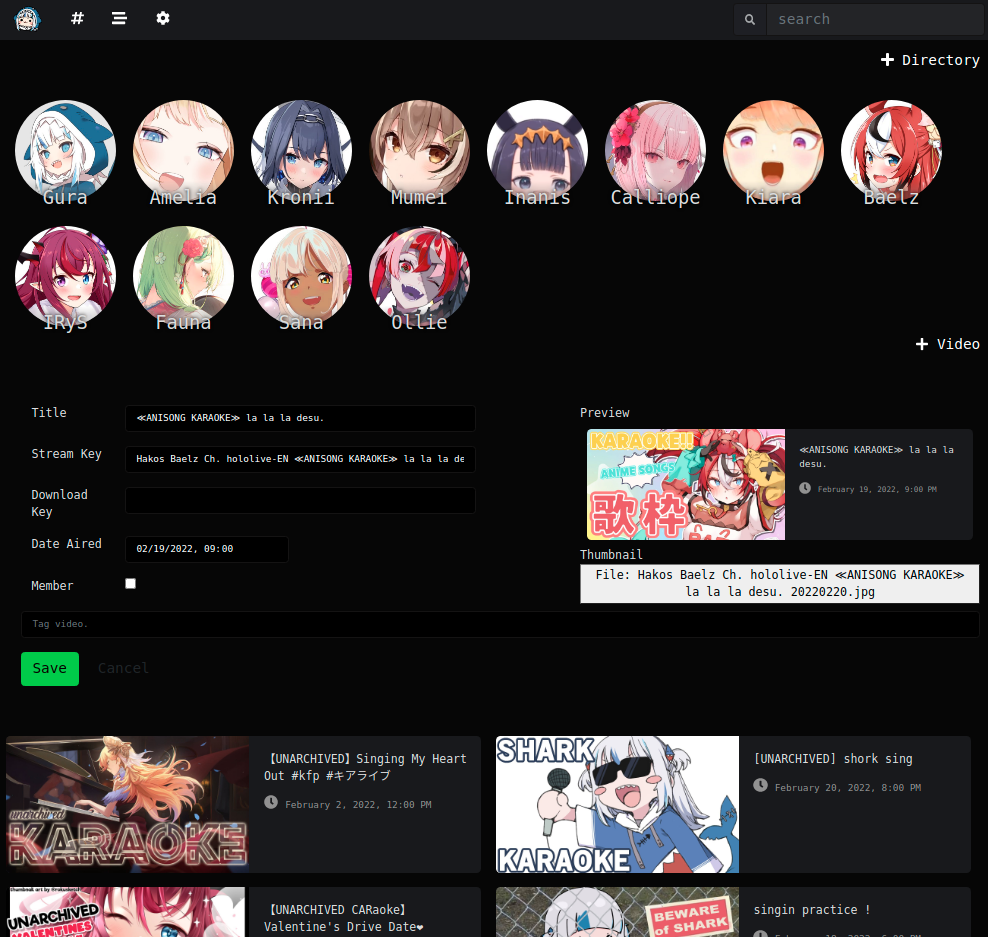 search
Directory
Gura
Amelia
Kronii
Mumei
Inanis
Calliope
Kiara
Baelz
IRyS
Fauna
Sana
Ollie
Video
Title
≪ANISONG KARAOKE≫ la la la desu.
Stream Key
Hakos Baelz Ch. hololive-EN ≪ANISONG KARAOKE≫ la la la de
Download
Key
Date Aired
02/19/2022, 09:00
Member
Preview
KARAOKE!!
ANIME SONGS
歌枠
≪ANISONG KARAOKE≫ la la la
desu.
February 19, 2022, 9:00 PM
Thumbnail
File: Hakos Baelz Ch. hololive-EN ≪ANISONG KARAOKE≫
la la la desu. 20220220.jpg
Tag video.
Save
Cancel
unarchived
KARAOKE
【UNARCHIVED】Singing My Heart
Out #kfp #キアライブ
February 2, 2022, 12:00 PM
SHARK
KARAOKE
[UNARCHIVED] shork sing
February 20, 2022, 8:00 PM
UNARCHIVED
VALENTINES
【UNARCHIVED CARaoke】
Valentine's Drive Date❤
BEWARE
of SHARK
singin practice !